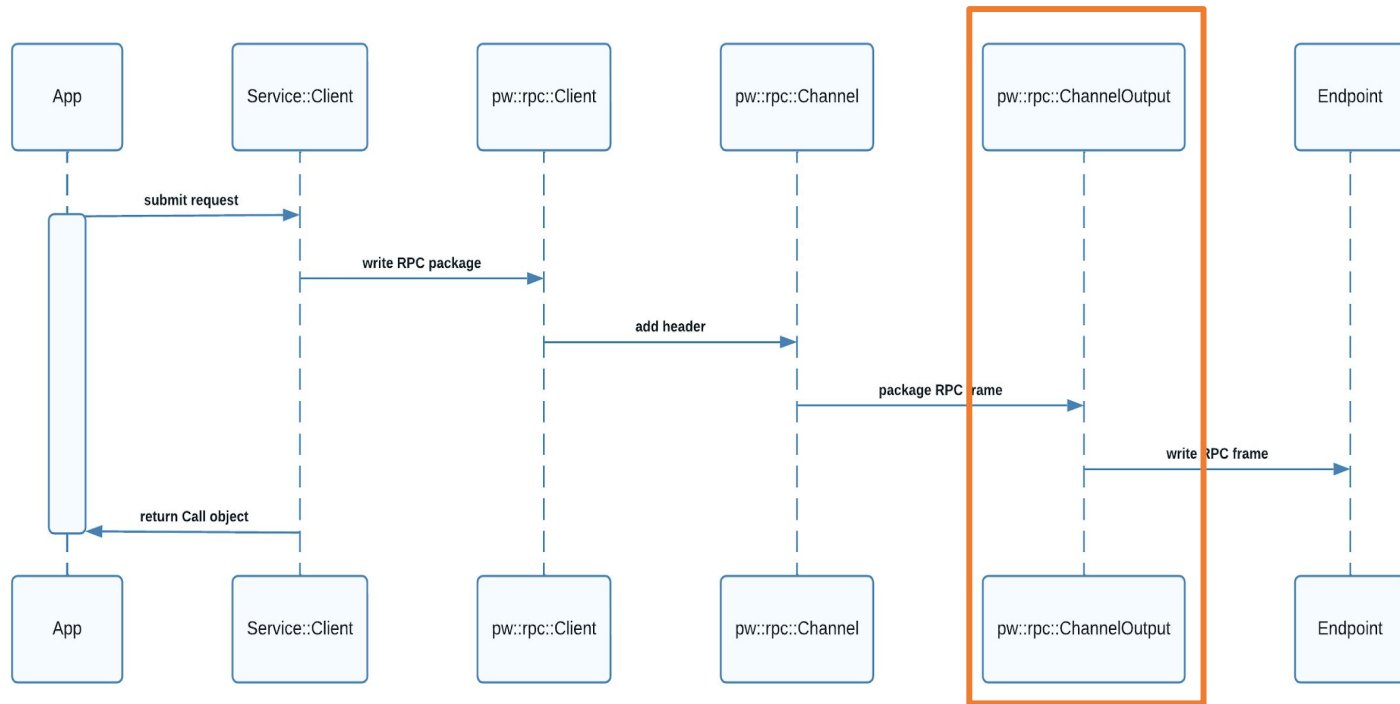 App
Service::Client
pw::rpc::Client
pw::rpc::Channel
pw::rpc::ChannelOutput
Endpoint
submit request
write RPC package
add header
package RPC frame
write RPC frame
return Call object
App
Service::Client
pw::rpc::Client
pw::rpc::Channel
pw::rpc::ChannelOutput
Endpoint